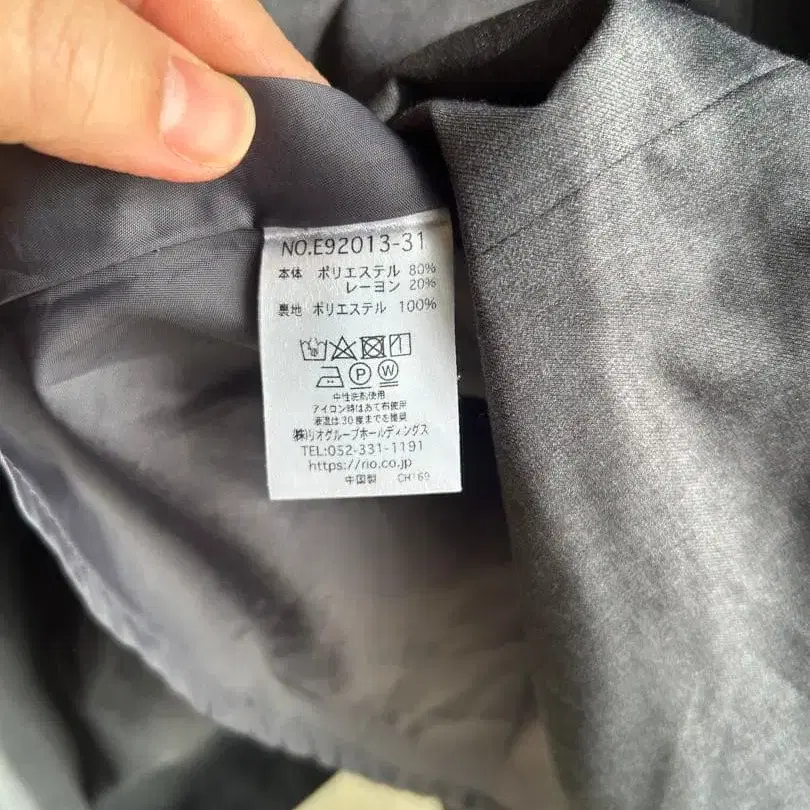 NO.E92013-31
本体 ポリエステル 80%
レーヨン 20%
裏地 ポリエステル 100%
P W
中性洗剤使用
アイロン時はあて布使用
液温は30度までを推奨
(株)リオグループホールディングス
TEL:052-331-1191
https://rio.co.jp
中国製 CH169